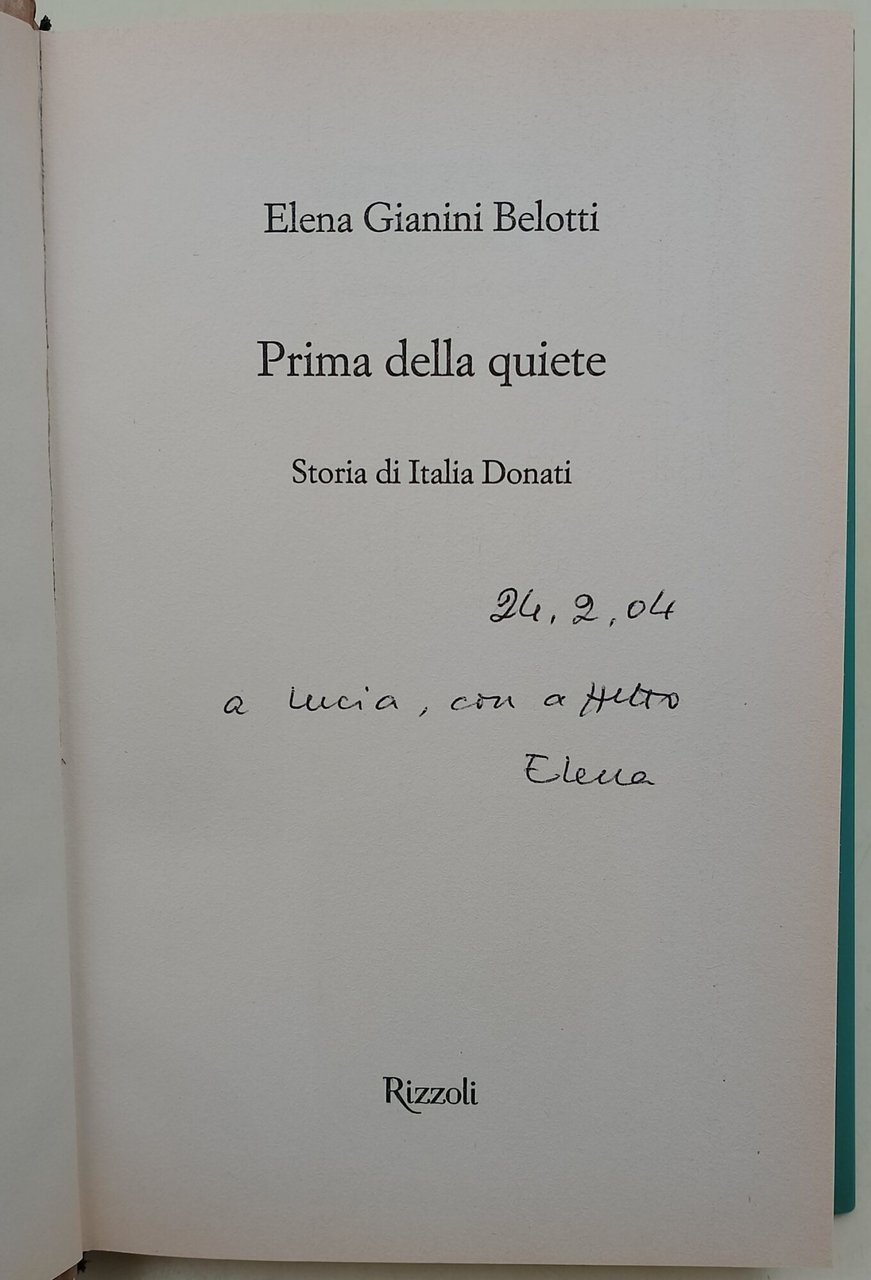 Elena Gianini Belotti
Prima della quiete
Storia di Italia Donati
24.2.04
a Lucia, con affetto
Elena
Rizzoli